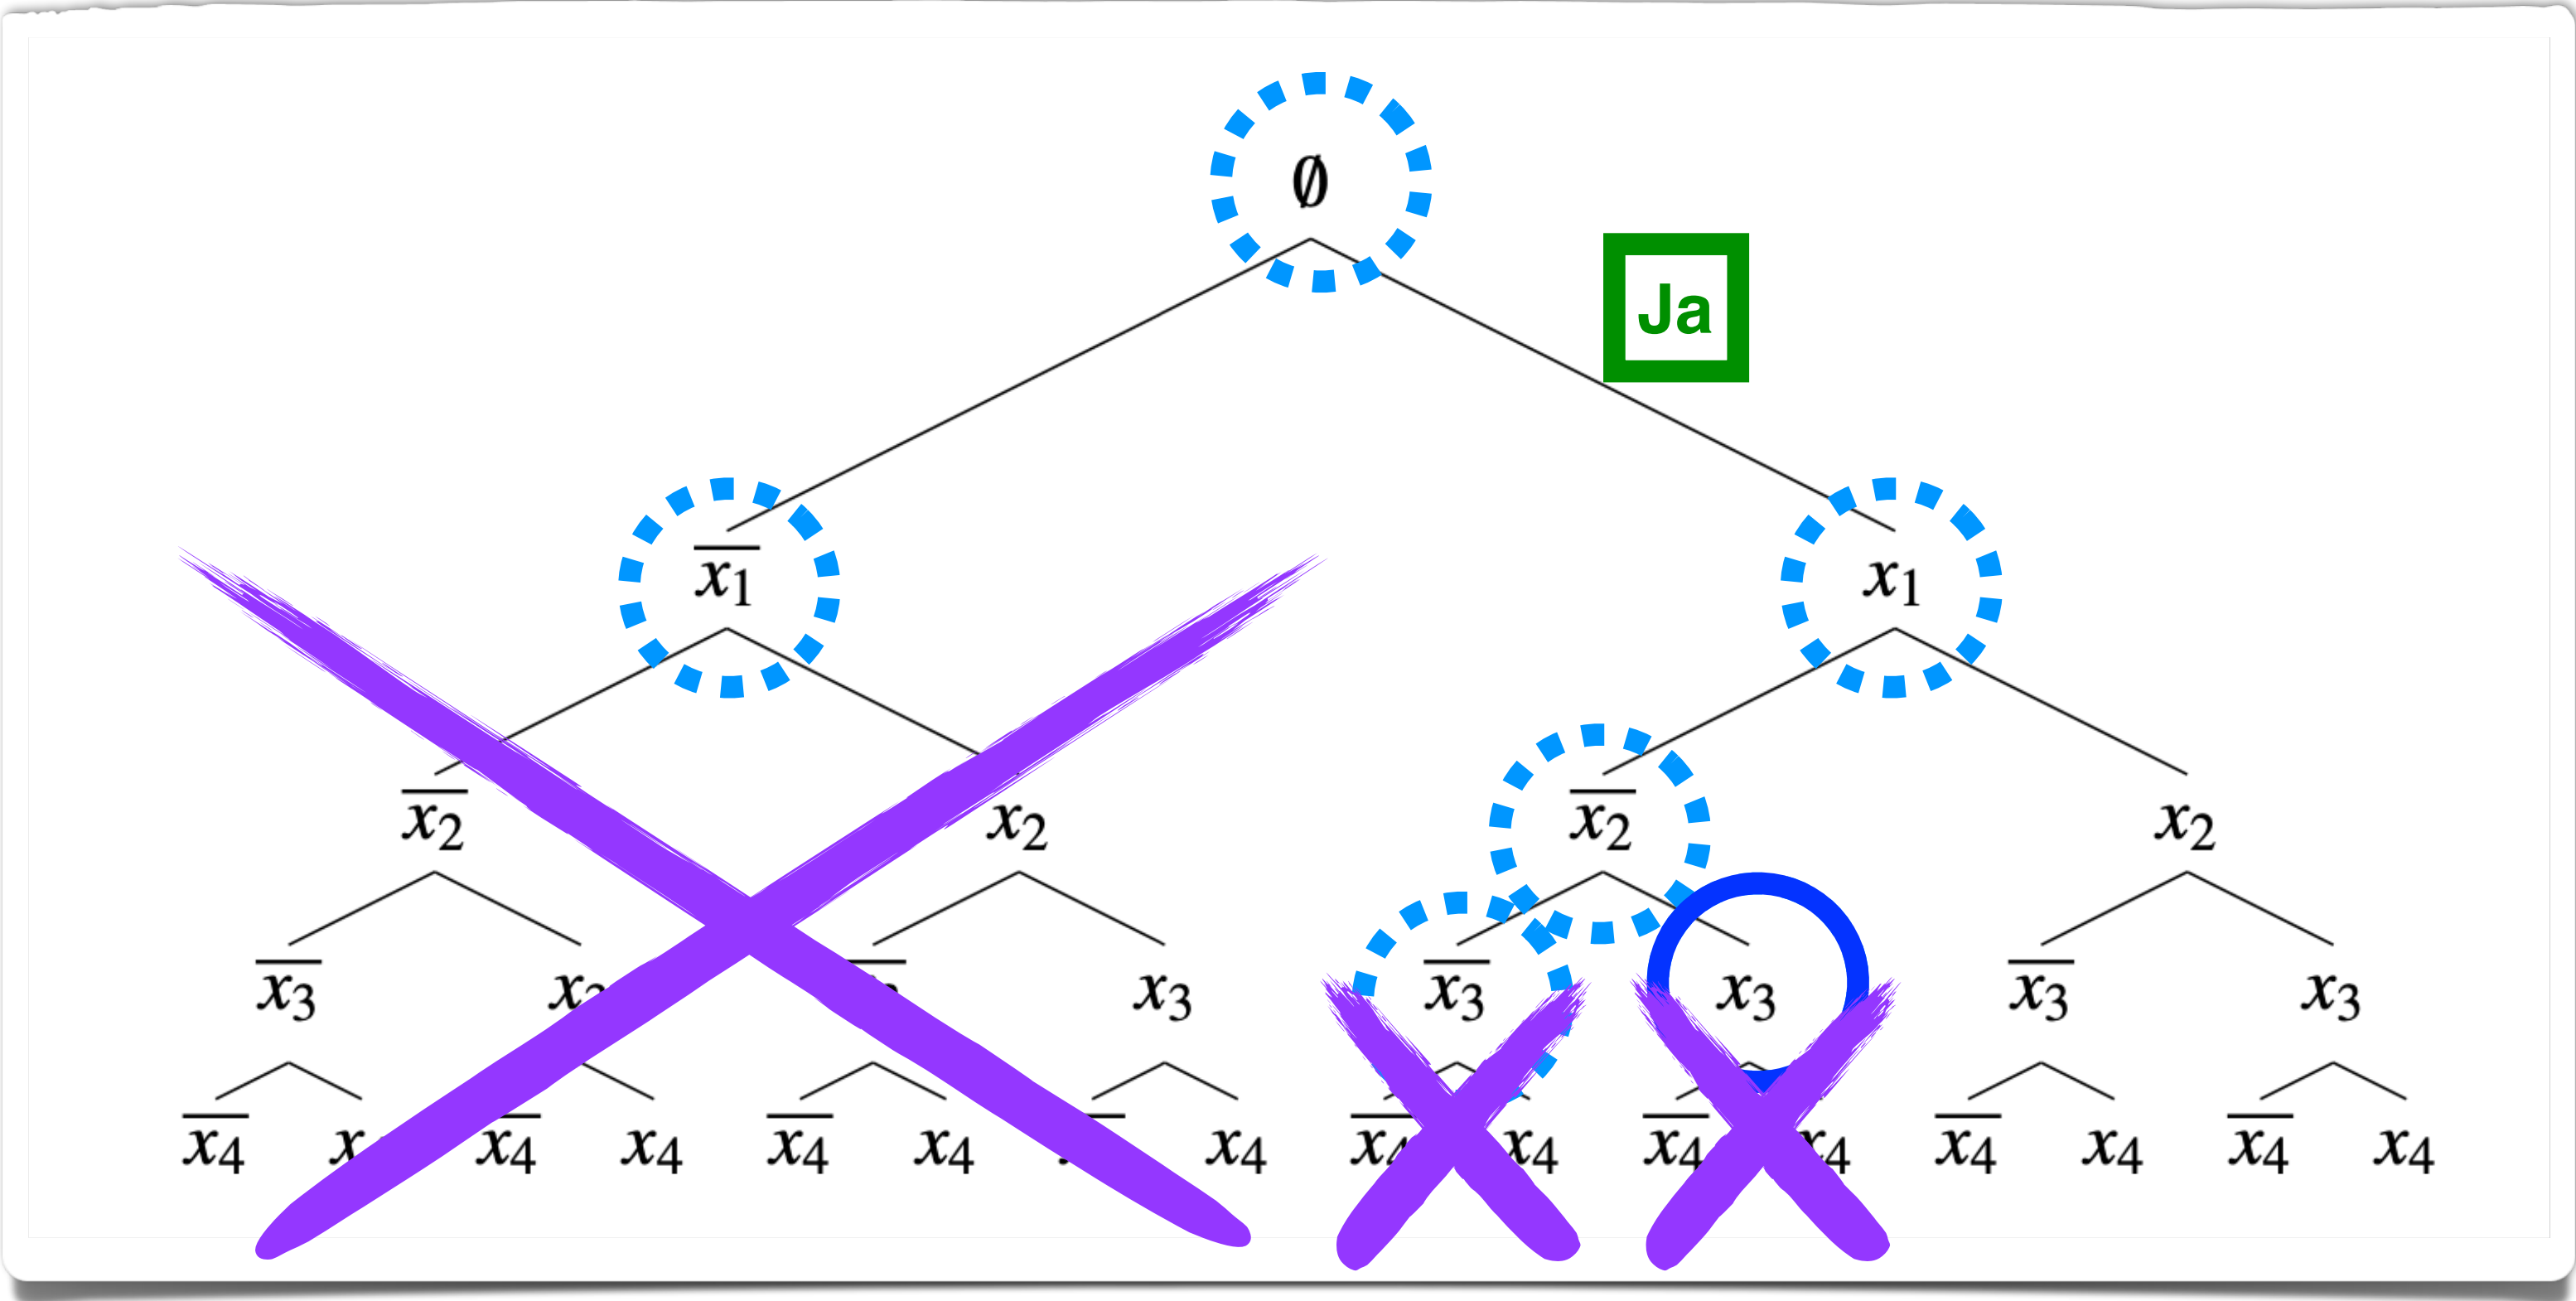 ∅
Ja
x̅₁ x₁
x̅₂ x₂ x̅₂ x₂
x̅₃ x₃ x̅₃ x₃ x̅₃ x₃
x̅₄ x̅₄ x₄ x̅₄ x₄ x₄ x̅₄ x₄ x̅₄ x₄ x̅₄ x₄ x̅₄ x₄